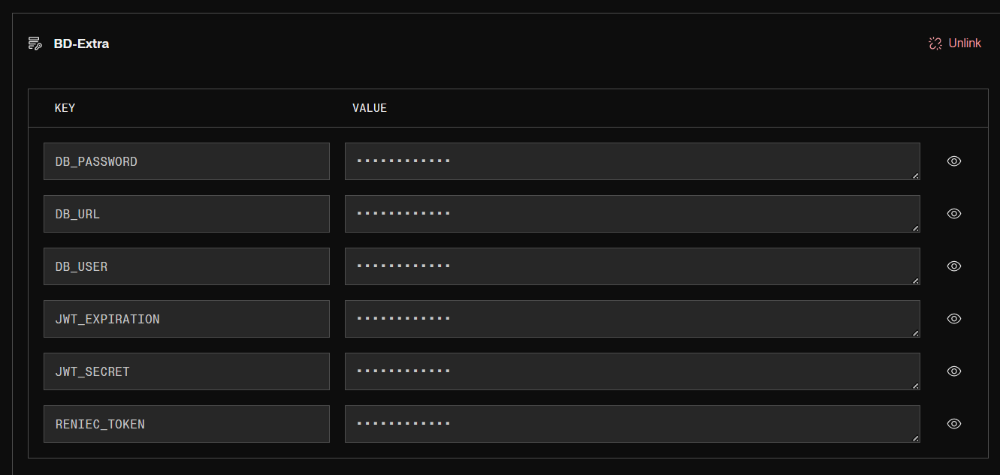 BD-Extra Unlink
KEY VALUE
DB_PASSWORD ············
DB_URL ············
DB_USER ············
JWT_EXPIRATION ············
JWT_SECRET ············
RENIEC_TOKEN ············